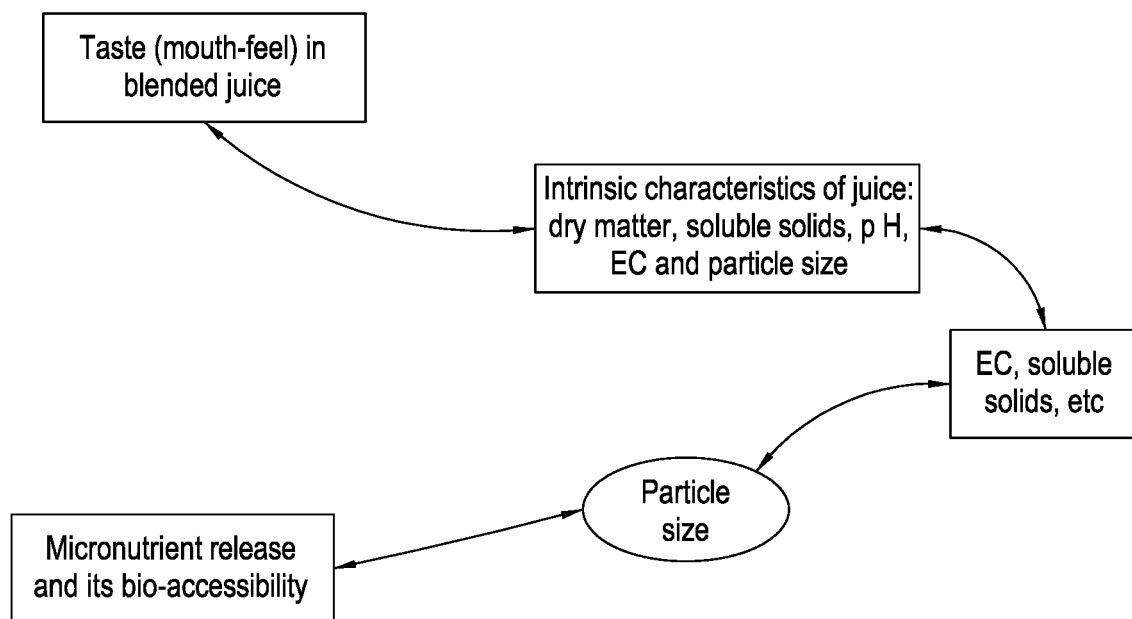 Taste (mouth-feel) in
blended juice
Intrinsic characteristics of juice:
dry matter, soluble solids, p H,
EC and particle size
EC, soluble
solids, etc
Particle
size
Micronutrient release
and its bio-accessibility